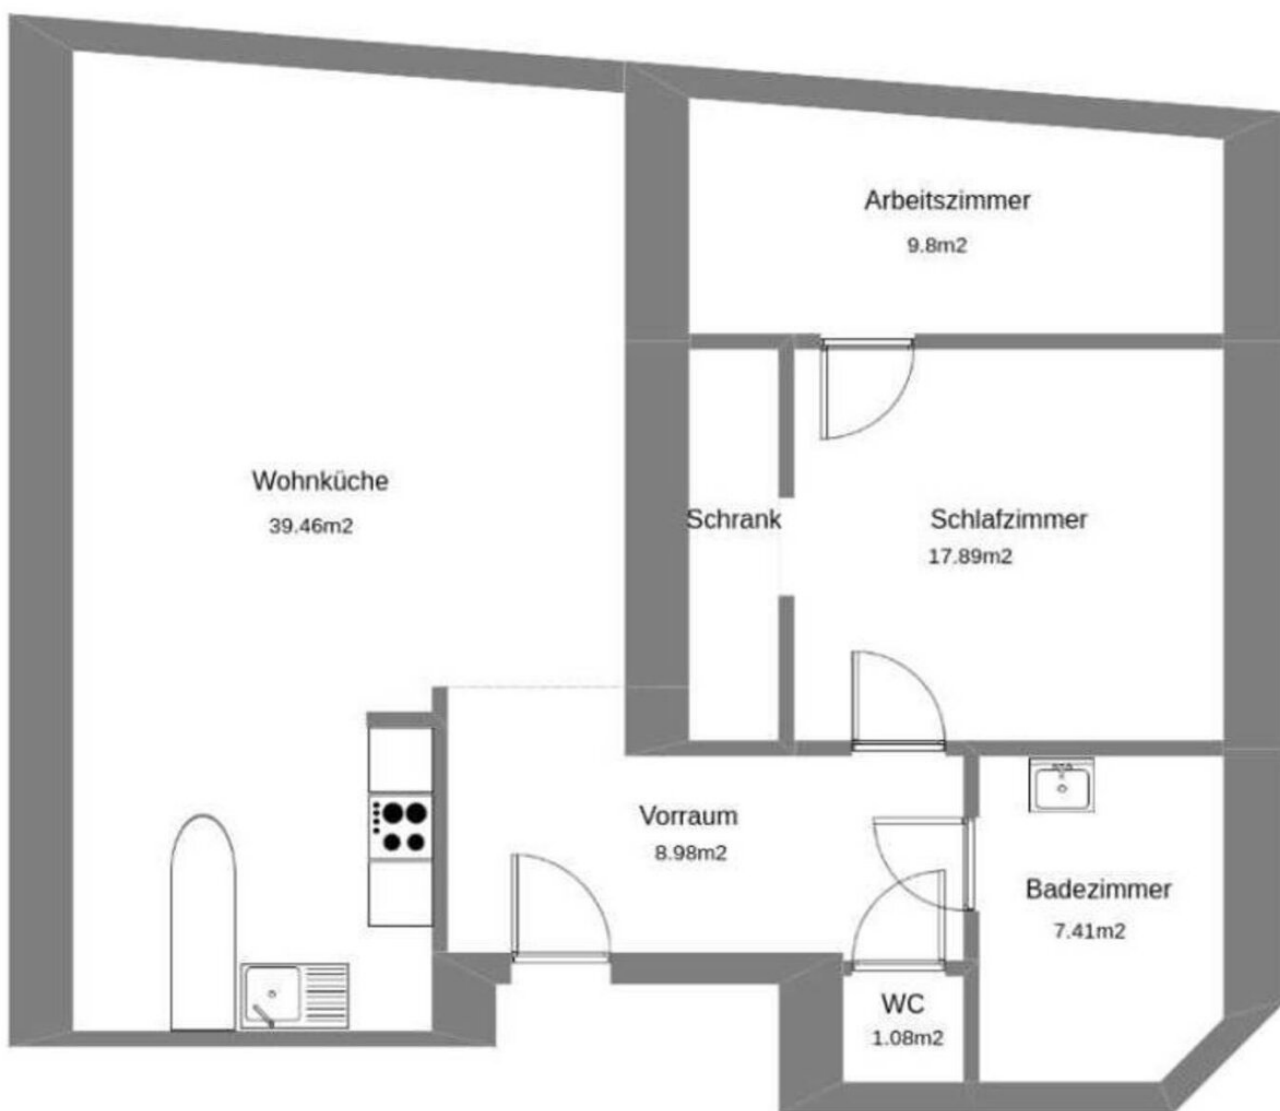 Arbeitszimmer
9.8m2
Wohnküche
39.46m2
Schrank
Schlafzimmer
17.89m2
Vorraum
8.98m2
Badezimmer
7.41m2
WC
1.08m2